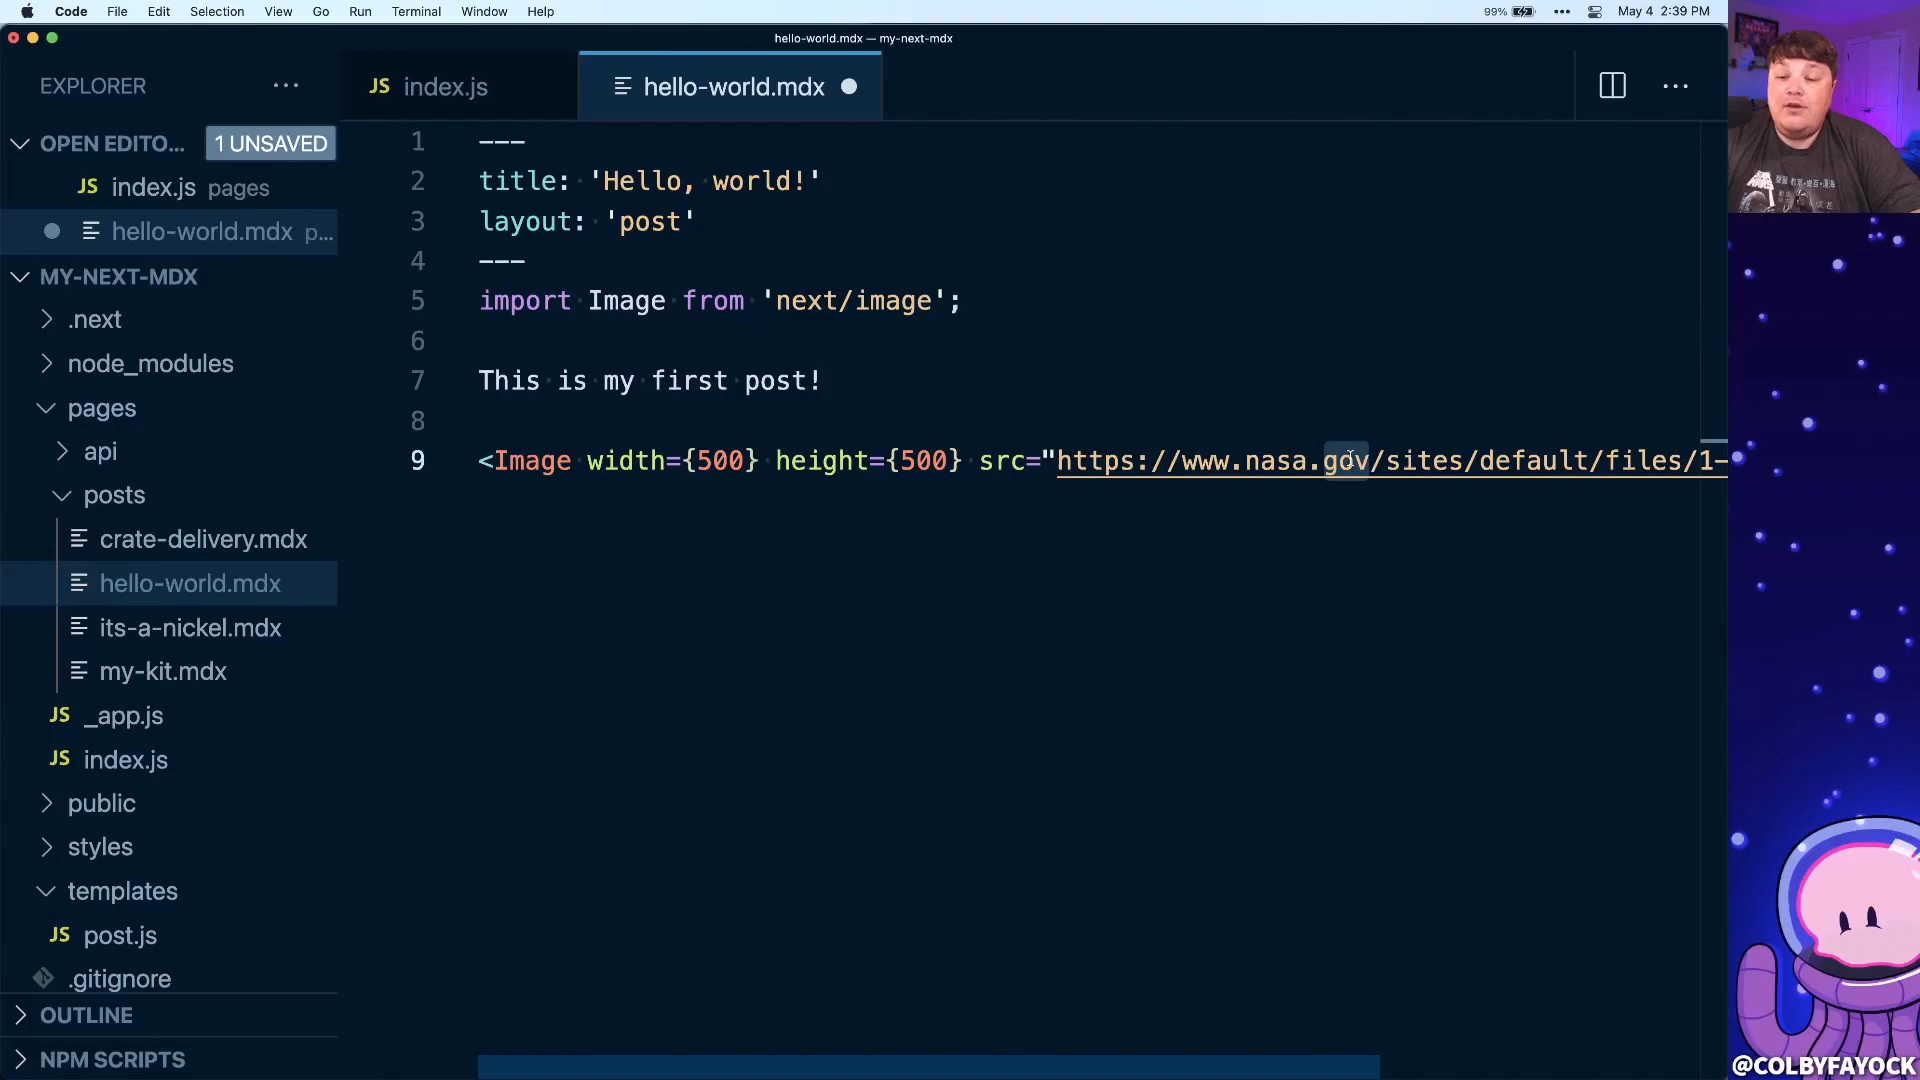 Code File Edit Selection View Go Run Terminal Window Help 99% May 4 2:39 PM
hello-world.mdx — my-next-mdx
EXPLORER
JS index.js
hello-world.mdx
OPEN EDITO... 1 UNSAVED
JS index.js pages
hello-world.mdx p...
MY-NEXT-MDX
.next
node_modules
pages
api
posts
crate-delivery.mdx
hello-world.mdx
its-a-nickel.mdx
my-kit.mdx
JS _app.js
JS index.js
public
styles
templates
JS post.js
.gitignore
OUTLINE
NPM SCRIPTS
1 ---
2 title: 'Hello, world!'
3 layout: 'post'
4 ---
5 import Image from 'next/image';
6
7 This is my first post!
8
9 <Image width={500} height={500} src="https://www.nasa.gov/sites/default/files/1-
@COLBYFAYOCK